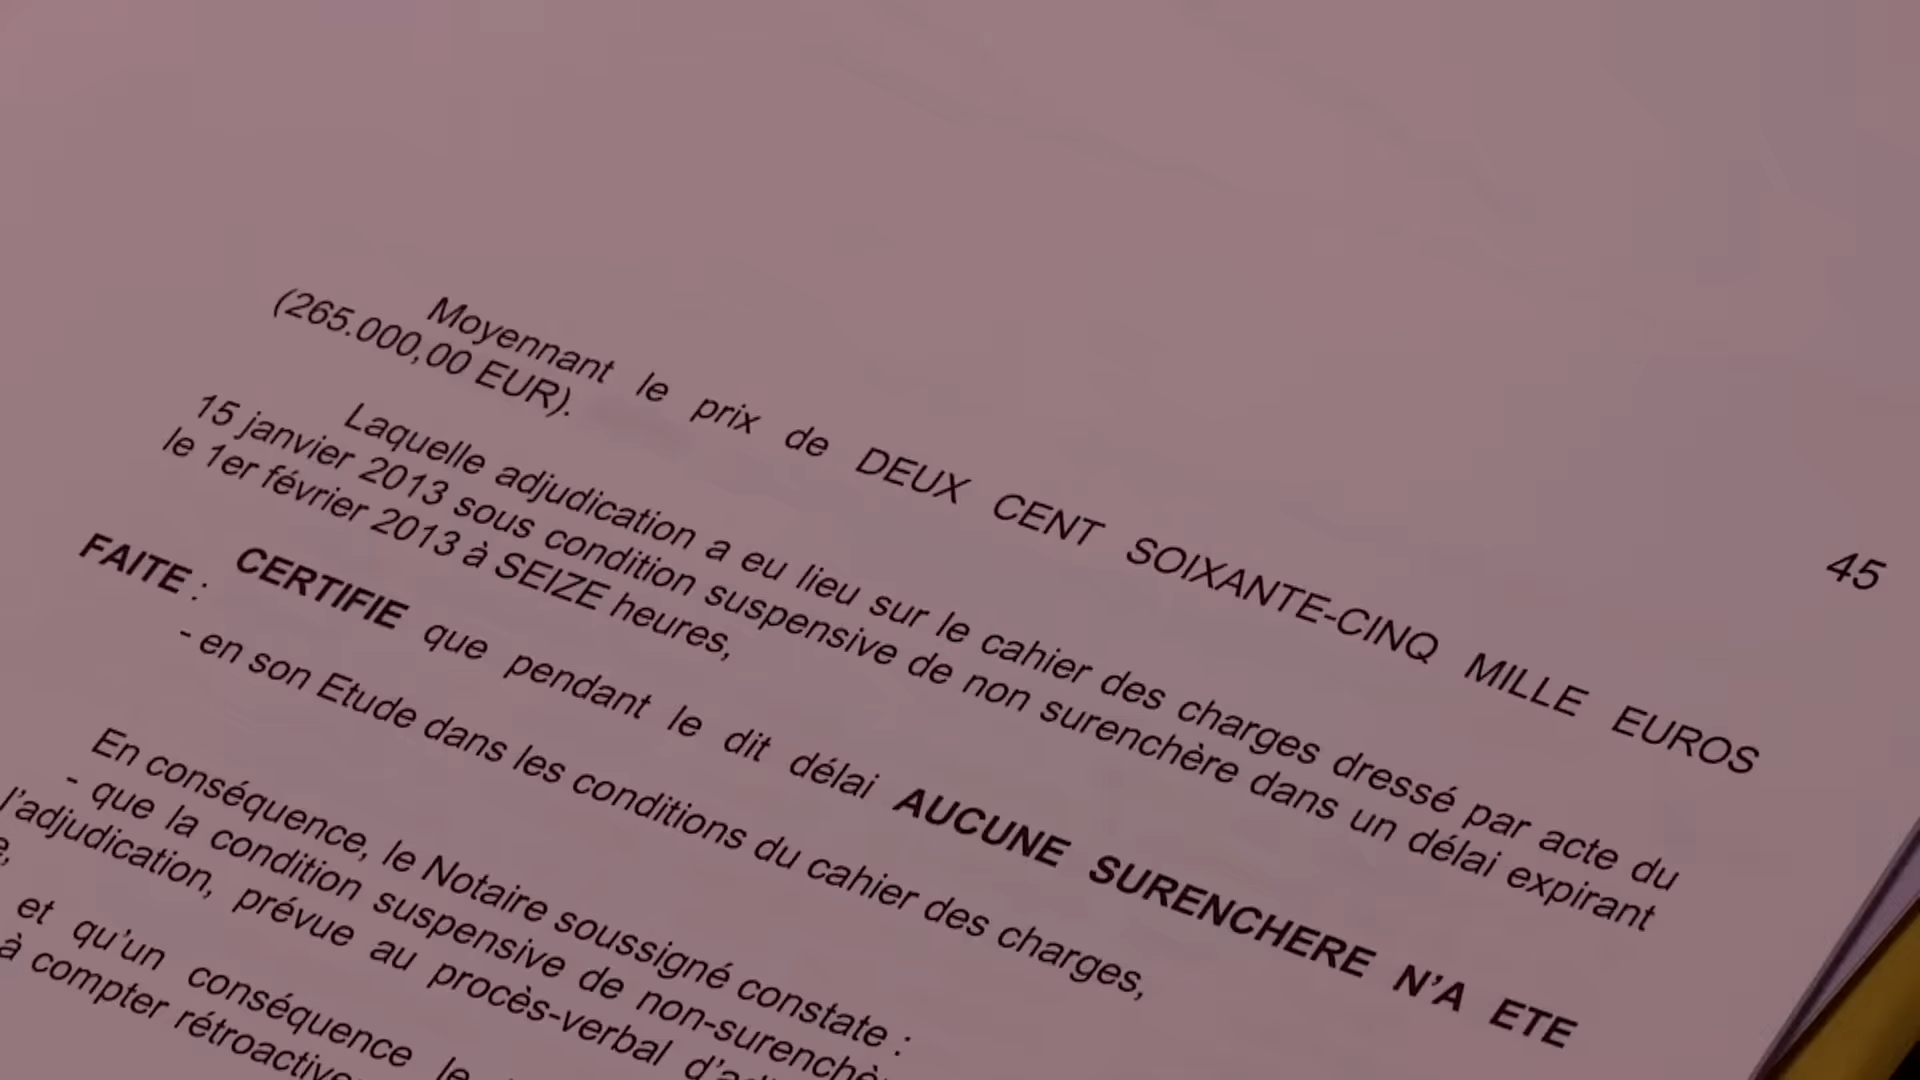 45
Moyennant le prix de DEUX CENT SOIXANTE-CINQ MILLE EUROS
(265.000,00 EUR).
Laquelle adjudication a eu lieu sur le cahier des charges dressé par acte du
15 janvier 2013 sous condition suspensive de non surenchère dans un délai expirant
le 1er février 2013 à SEIZE heures,
CERTIFIE que pendant le dit délai AUCUNE SURENCHERE N'A ETE
FAITE :
- en son Etude dans les conditions du cahier des charges,
En conséquence, le Notaire soussigné constate :
- que la condition suspensive de non-surenchè
l'adjudication, prévue au procès-verbal
et qu'un conséquence le
à compter